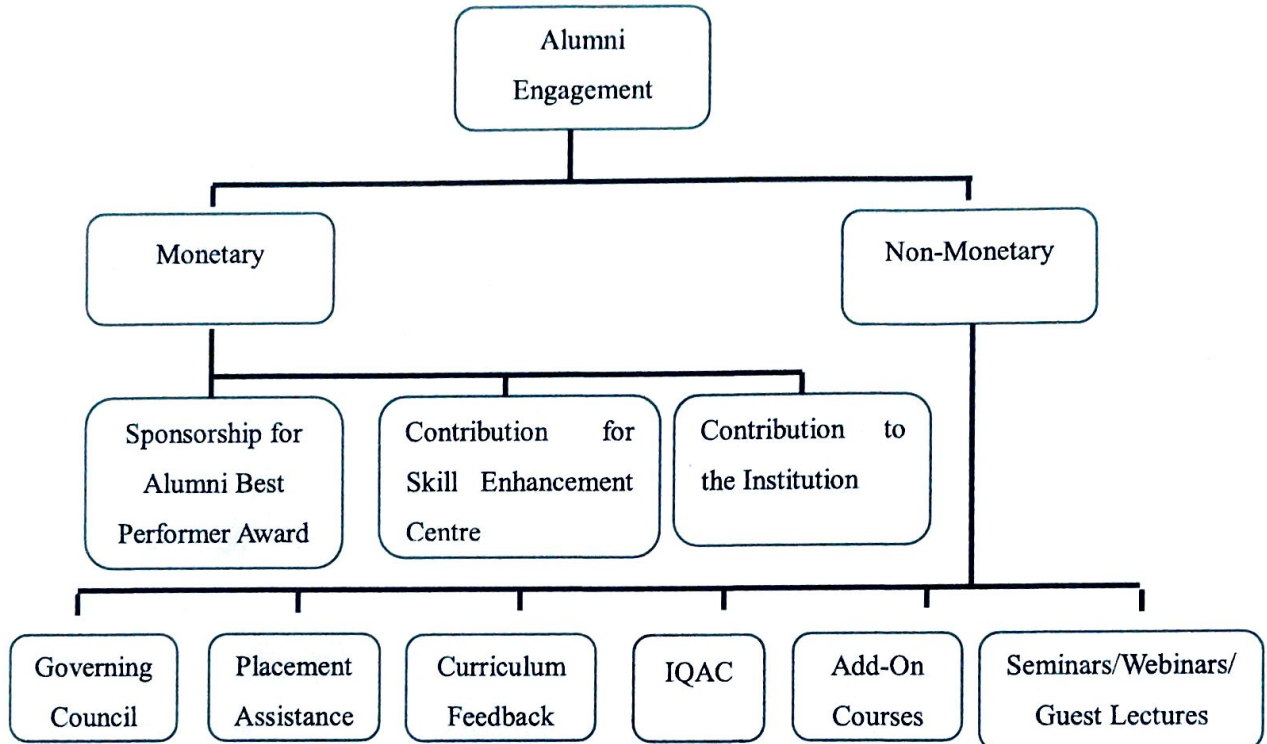 Alumni
Engagement
Monetary
Non-Monetary
Sponsorship for
Alumni Best
Performer Award
Contribution for
Skill Enhancement
Centre
Contribution to
the Institution
Governing
Council
Placement
Assistance
Curriculum
Feedback
IQAC
Add-On
Courses
Seminars/Webinars/
Guest Lectures